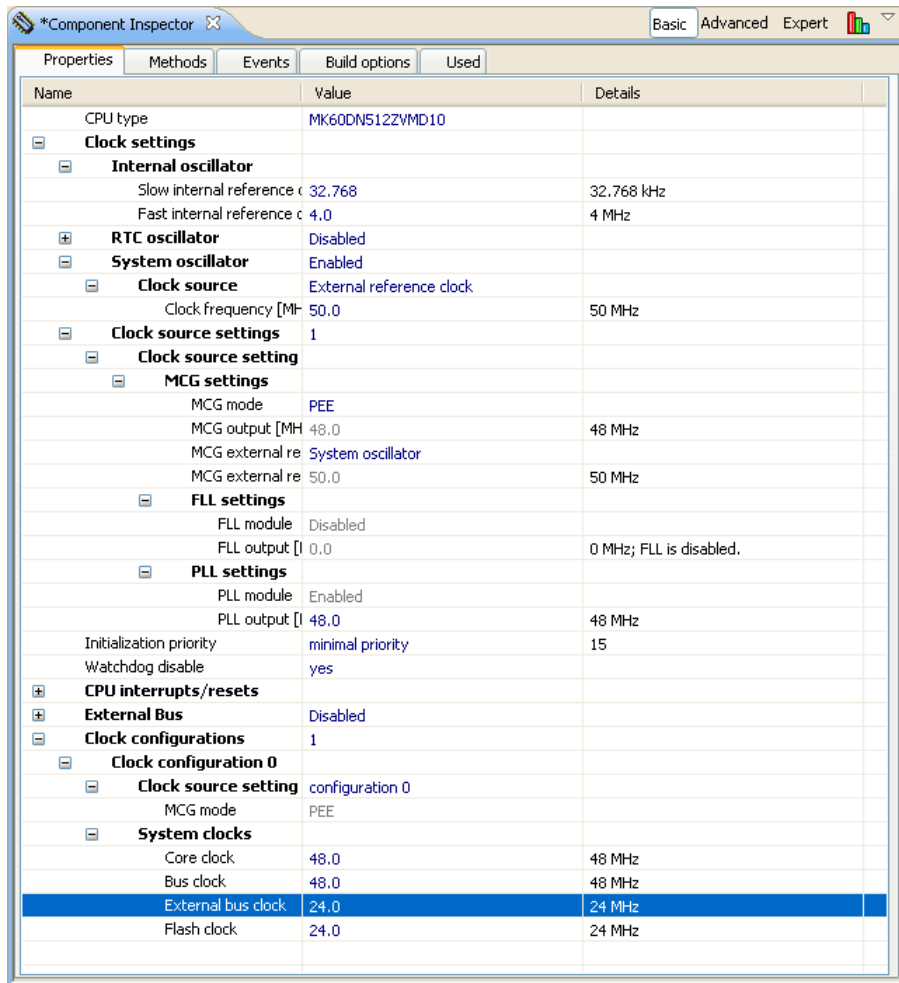 *Component Inspector Basic Advanced Expert
Properties Methods Events Build options Used
Name Value Details
CPU type MK60DN512ZVMD10
Clock settings
Internal oscillator
Slow internal reference c 32.768 32.768 kHz
Fast internal reference c 4.0 4 MHz
RTC oscillator Disabled
System oscillator Enabled
Clock source External reference clock
Clock frequency [MH 50.0 50 MHz
Clock source settings 1
Clock source setting
MCG settings
MCG mode PEE
MCG output [MH 48.0 48 MHz
MCG external re System oscillator
MCG external re 50.0 50 MHz
FLL settings
FLL module Disabled
FLL output [ 0.0 0 MHz; FLL is disabled.
PLL settings
PLL module Enabled
PLL output [ 48.0 48 MHz
Initialization priority minimal priority 15
Watchdog disable yes
CPU interrupts/resets
External Bus Disabled
Clock configurations 1
Clock configuration 0
Clock source setting configuration 0
MCG mode PEE
System clocks
Core clock 48.0 48 MHz
Bus clock 48.0 48 MHz
External bus clock 24.0 24 MHz
Flash clock 24.0 24 MHz